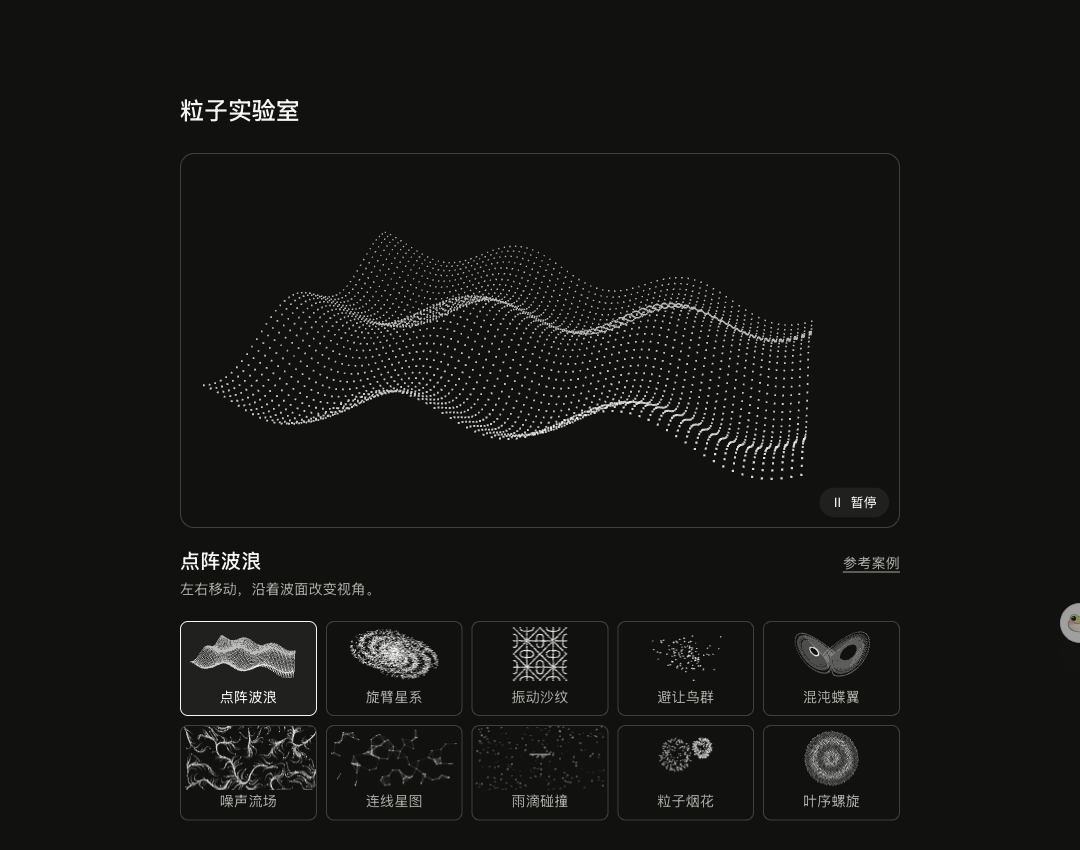 粒子实验室
暂停
点阵波浪
参考案例
左右移动，沿着波面改变视角。
点阵波浪
旋臂星系
振动沙纹
避让鸟群
混沌蝶翼
噪声流场
连线星图
雨滴碰撞
粒子烟花
叶序螺旋